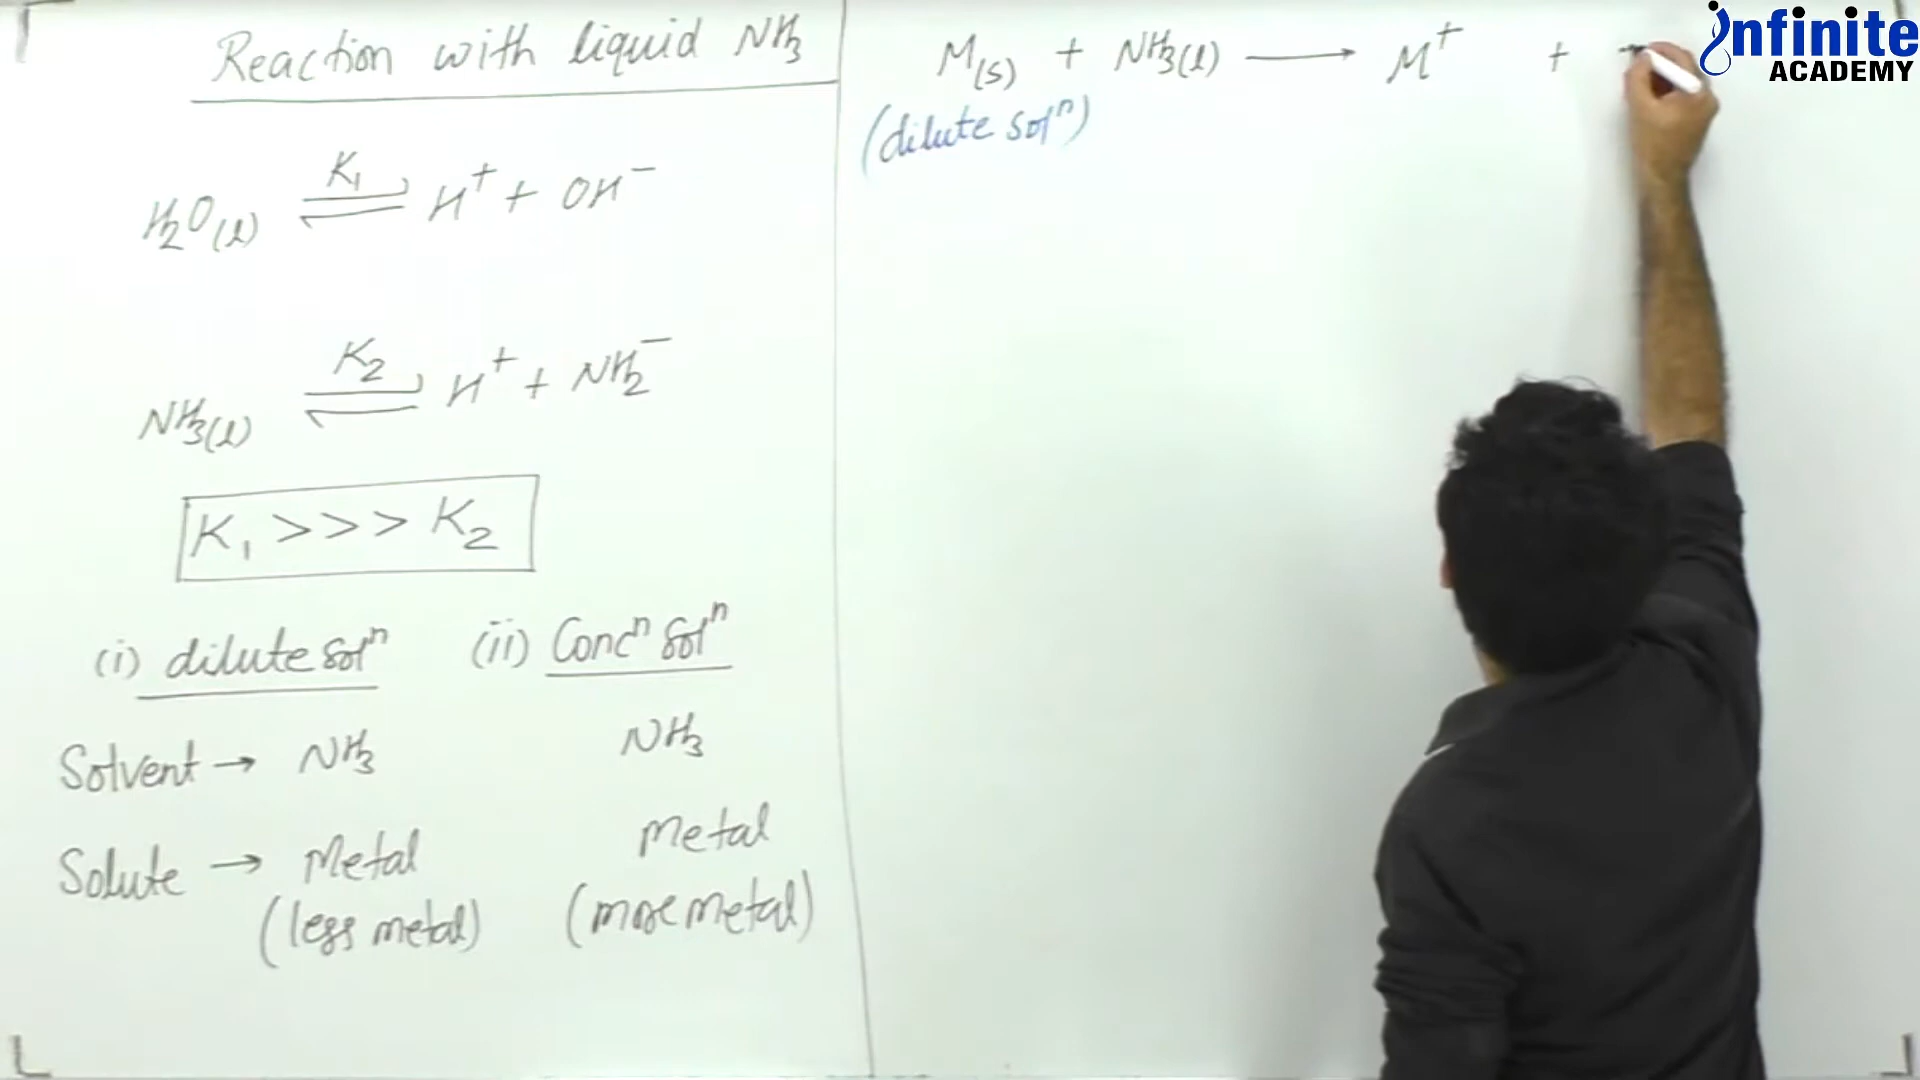 Reaction with liquid NH₃
H₂O(l) ⇌ H⁺ + OH⁻
K₁
NH₃(l) ⇌ H⁺ + NH₂⁻
K₂
K₁ >>> K₂
(i) dilute solⁿ (ii) Concⁿ solⁿ
Solvent → NH₃ NH₃
Solute → Metal Metal
(less metal) (more metal)
M(s) + NH₃(l) ⟶ M⁺ +
(dilute solⁿ)
infinite
ACADEMY